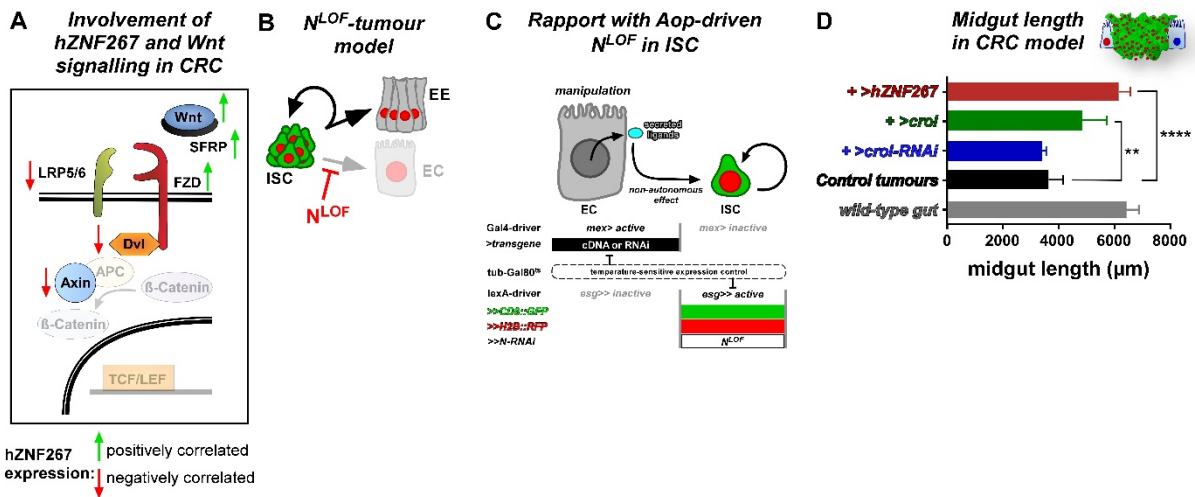 A
Involvement of
hZNF267 and Wnt
signalling in CRC
Wnt
SFRP
LRP5/6
FZD
Dvl
Axin
APC
ß-Catenin
ß-Catenin
TCF/LEF
hZNF267
expression:
positively correlated
negatively correlated
B
N^LOF-tumour
model
EE
ISC
EC
N^LOF
C
Rapport with Aop-driven
N^LOF in ISC
manipulation
secreted
ligands
non-autonomous
effect
EC
ISC
Gal4-driver
mex> active
mex> inactive
>transgene
cDNA or RNAi
tub-Gal80^ts
temperature-sensitive expression control
lexA-driver
esg>> inactive
esg>> active
>>CD8::GFP
>>H2B::RFP
>>N-RNAi
N^LOF
D
Midgut length
in CRC model
+ >hZNF267
+ >crol
+ >crol-RNAi
Control tumours
wild-type gut
**
****
0 2000 4000 6000 8000
midgut length (µm)